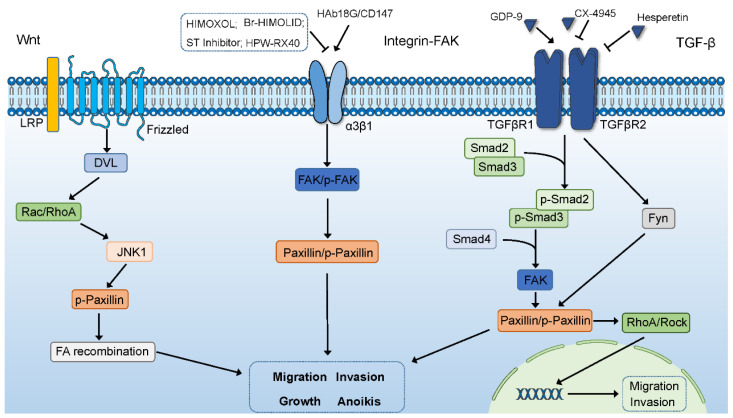 Wnt
HIMOXOL; Br-HIMOLID;
ST Inhibitor; HPW-RX40
HAb18G/CD147
Integrin-FAK
GDP-9
CX-4945
Hesperetin
TGF-β
LRP
Frizzled
α3β1
TGFβR1
TGFβR2
DVL
Rac/RhoA
JNK1
p-Paxillin
FA recombination
FAK/p-FAK
Paxillin/p-Paxillin
Smad2
Smad3
p-Smad2
p-Smad3
Smad4
FAK
Fyn
Paxillin/p-Paxillin
RhoA/Rock
Migration Invasion
Growth Anoikis
Migration
Invasion